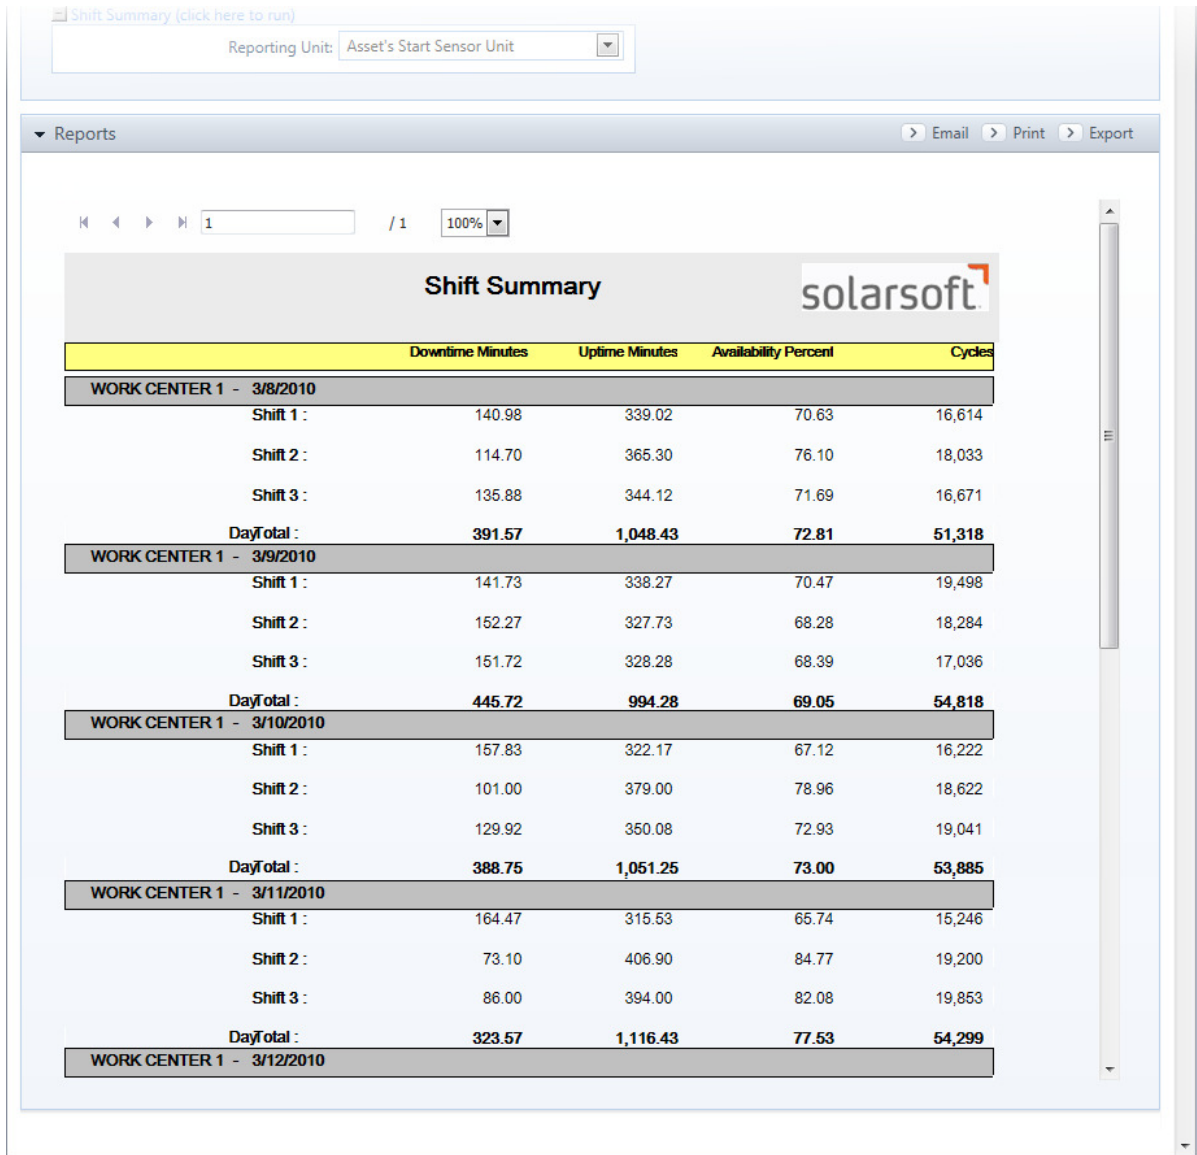 Shift Summary (click here to run)
Reporting Unit: Asset's Start Sensor Unit
Reports Email Print Export
1 / 1 100%
Shift Summary solarsoft
Downtime Minutes Uptime Minutes Availability Percent Cycles
WORK CENTER 1 - 3/8/2010
Shift 1 : 140.98 339.02 70.63 16,614
Shift 2 : 114.70 365.30 76.10 18,033
Shift 3 : 135.88 344.12 71.69 16,671
DayTotal : 391.57 1,048.43 72.81 51,318
WORK CENTER 1 - 3/9/2010
Shift 1 : 141.73 338.27 70.47 19,498
Shift 2 : 152.27 327.73 68.28 18,284
Shift 3 : 151.72 328.28 68.39 17,036
DayTotal : 445.72 994.28 69.05 54,818
WORK CENTER 1 - 3/10/2010
Shift 1 : 157.83 322.17 67.12 16,222
Shift 2 : 101.00 379.00 78.96 18,622
Shift 3 : 129.92 350.08 72.93 19,041
DayTotal : 388.75 1,051.25 73.00 53,885
WORK CENTER 1 - 3/11/2010
Shift 1 : 164.47 315.53 65.74 15,246
Shift 2 : 73.10 406.90 84.77 19,200
Shift 3 : 86.00 394.00 82.08 19,853
DayTotal : 323.57 1,116.43 77.53 54,299
WORK CENTER 1 - 3/12/2010